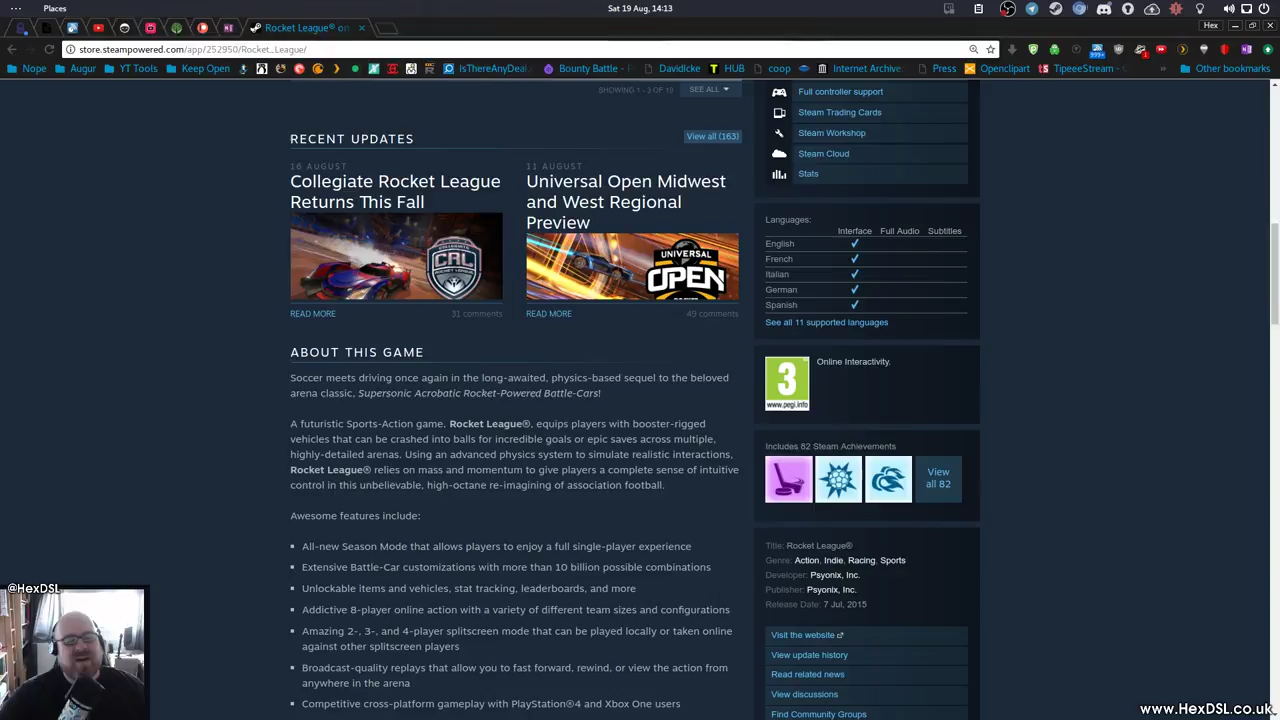 Places
Sat 19 Aug, 14:13
Hex
Rocket League® on
store.steampowered.com/app/252950/Rocket_League/
Nope
Augur
YT Tools
Keep Open
IsThereAnyDeal
Bounty Battle -
DavidIcke
HUB
coop
Internet Archive
Press
Openclipart
TipeeeStream -
Other bookmarks
SHOWING 1 - 3 OF 19
SEE ALL
RECENT UPDATES
View all (163)
16 AUGUST
Collegiate Rocket League
Returns This Fall
COLLEGIATE
CRL
ROCKET LEAGUE
READ MORE
31 comments
11 AUGUST
Universal Open Midwest
and West Regional
Preview
UNIVERSAL
OPEN
ROCKET
READ MORE
49 comments
ABOUT THIS GAME
Soccer meets driving once again in the long-awaited, physics-based sequel to the beloved
arena classic, Supersonic Acrobatic Rocket-Powered Battle-Cars!
A futuristic Sports-Action game, Rocket League®, equips players with booster-rigged
vehicles that can be crashed into balls for incredible goals or epic saves across multiple,
highly-detailed arenas. Using an advanced physics system to simulate realistic interactions,
Rocket League® relies on mass and momentum to give players a complete sense of intuitive
control in this unbelievable, high-octane re-imagining of association football.
Awesome features include:
All-new Season Mode that allows players to enjoy a full single-player experience
Extensive Battle-Car customizations with more than 10 billion possible combinations
Unlockable items and vehicles, stat tracking, leaderboards, and more
Addictive 8-player online action with a variety of different team sizes and configurations
Amazing 2-, 3-, and 4-player splitscreen mode that can be played locally or taken online
against other splitscreen players
Broadcast-quality replays that allow you to fast forward, rewind, or view the action from
anywhere in the arena
Competitive cross-platform gameplay with PlayStation®4 and Xbox One users
Full controller support
Steam Trading Cards
Steam Workshop
Steam Cloud
Stats
Languages:
Interface Full Audio Subtitles
English
French
Italian
German
Spanish
See all 11 supported languages
3
www.pegi.info
Online Interactivity.
Includes 82 Steam Achievements
View
all 82
Title: Rocket League®
Genre: Action, Indie, Racing, Sports
Developer: Psyonix, Inc.
Publisher: Psyonix, Inc.
Release Date: 7 Jul, 2015
Visit the website
View update history
Read related news
View discussions
Find Community Groups
@HexDSL
www.HexDSL.co.uk